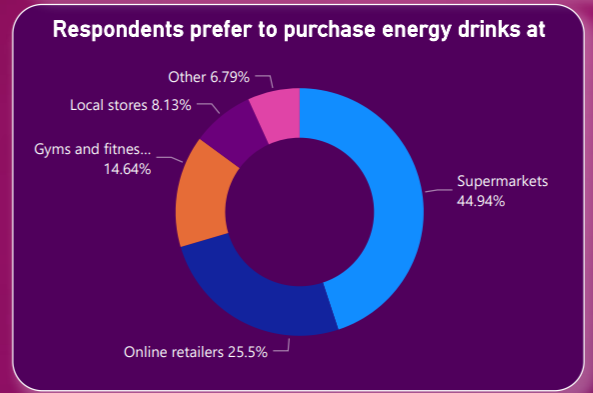 Respondents prefer to purchase energy drinks at
Other 6.79%
Local stores 8.13%
Gyms and fitnes...
14.64%
Supermarkets
44.94%
Online retailers 25.5%